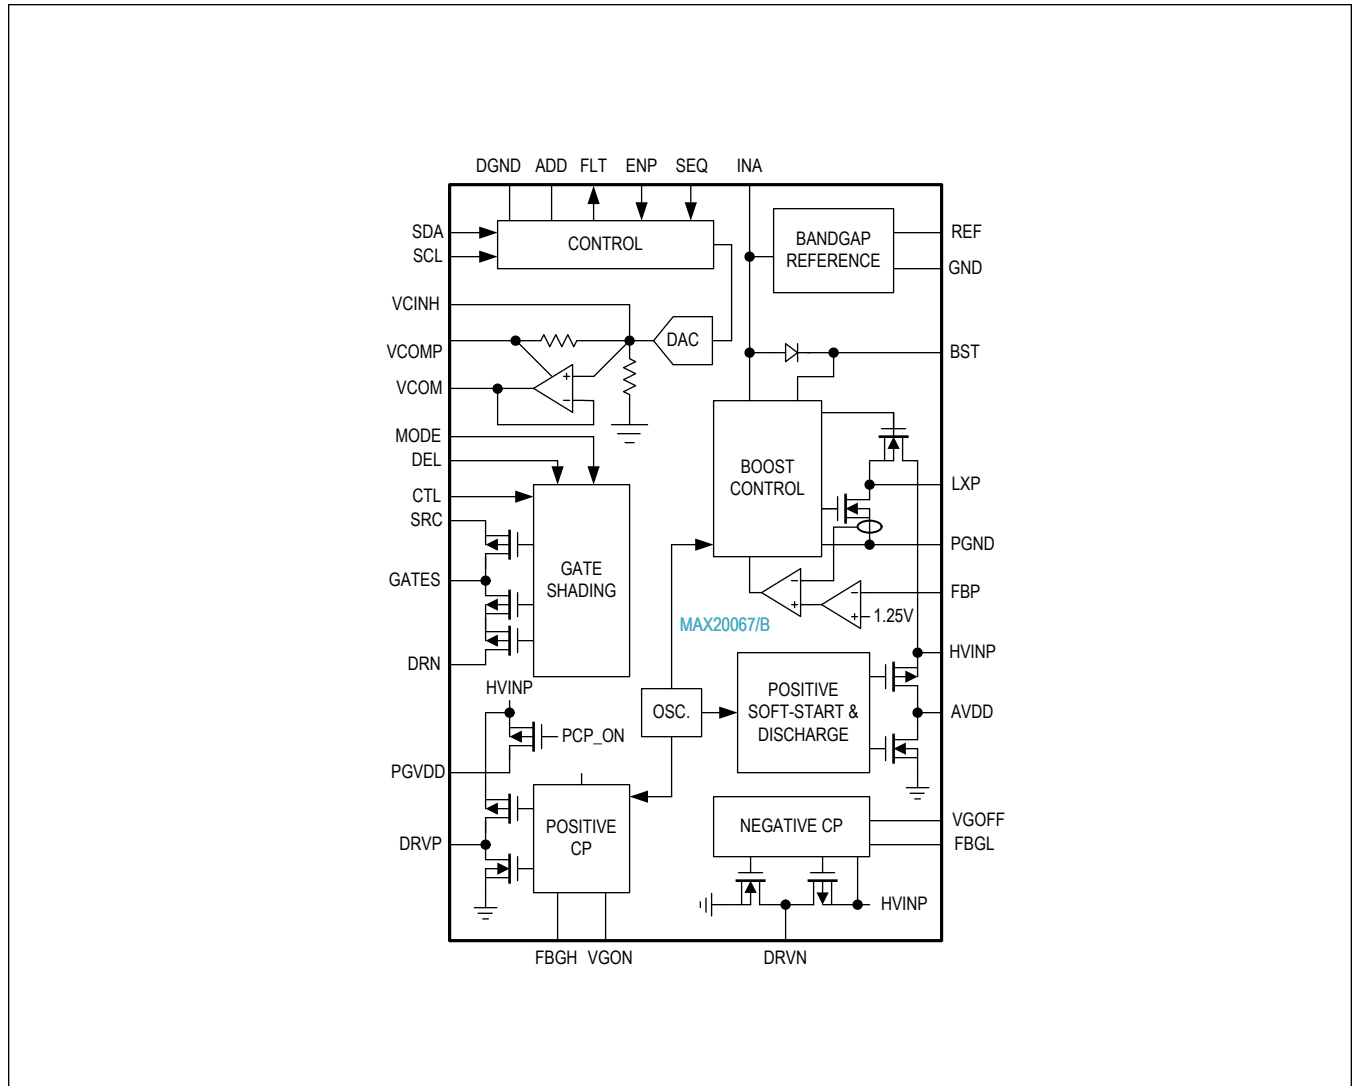 DGND ADD FLT ENP SEQ INA
SDA
SCL
CONTROL
BANDGAP
REFERENCE
REF
GND
VCINH
VCOMP
VCOM
DAC
+
−
BST
MODE
DEL
CTL
SRC
GATES
DRN
GATE
SHADING
BOOST
CONTROL
LXP
PGND
FBP
−
+
−
+
1.25V
MAX20067/B
HVINP
AVDD
HVINP
PCP_ON
PGVDD
DRVP
OSC.
POSITIVE
SOFT-START &
DISCHARGE
POSITIVE
CP
NEGATIVE CP
VGOFF
FBGL
HVINP
FBGH VGON DRVN